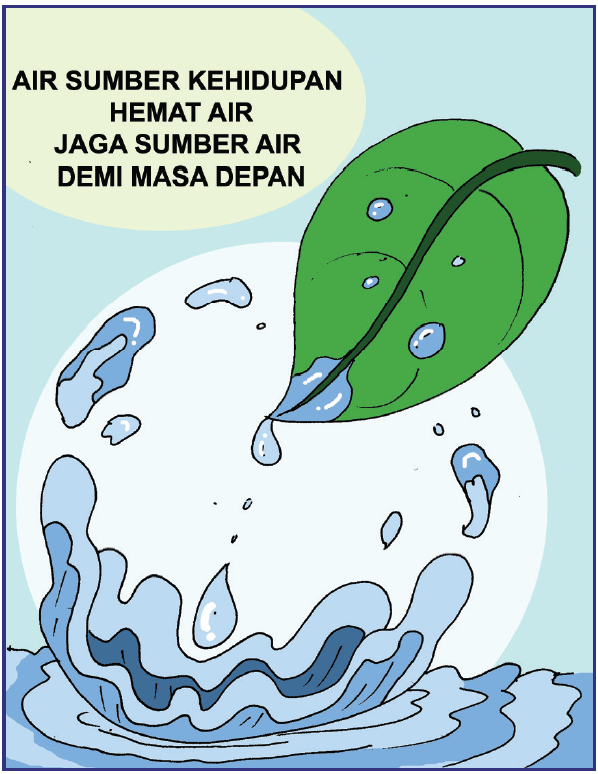 AIR SUMBER KEHIDUPAN
HEMAT AIR
JAGA SUMBER AIR
DEMI MASA DEPAN